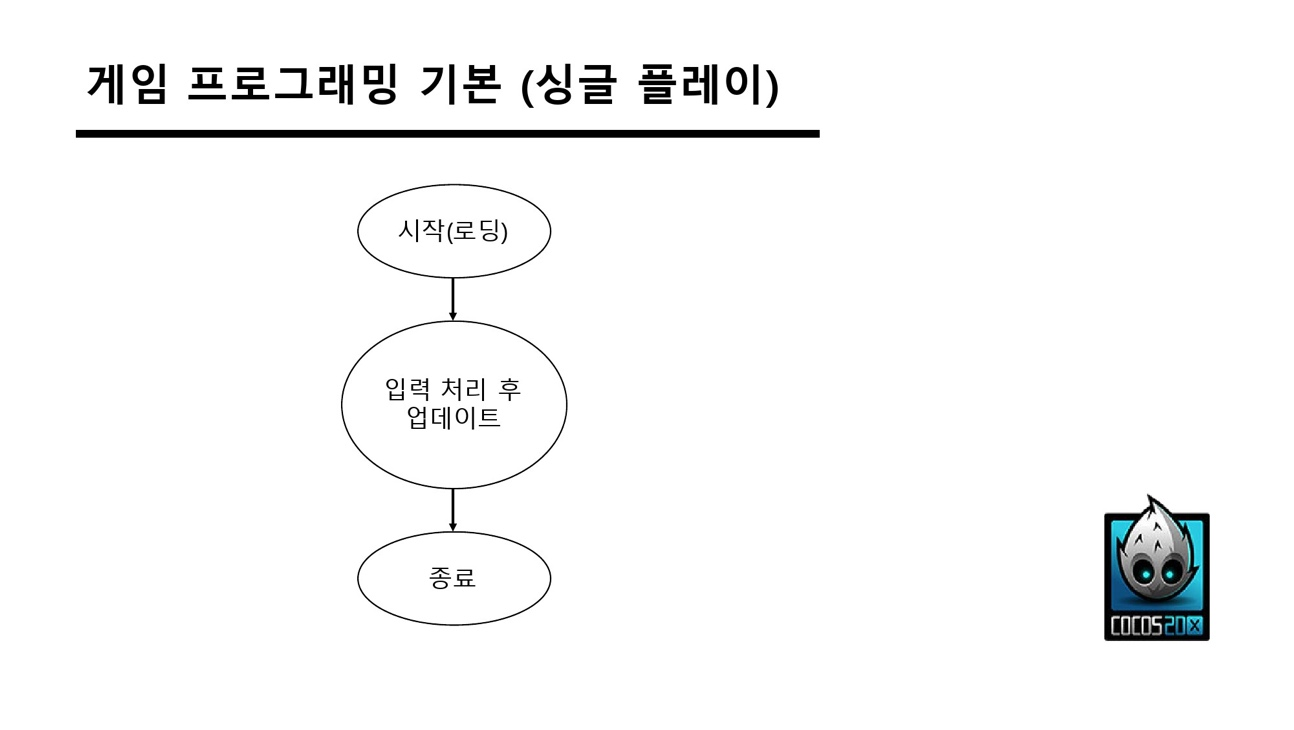 게임 프로그래밍 기본 (싱글 플레이)
시작(로딩)
입력 처리 후
업데이트
종료
COCOS2DX